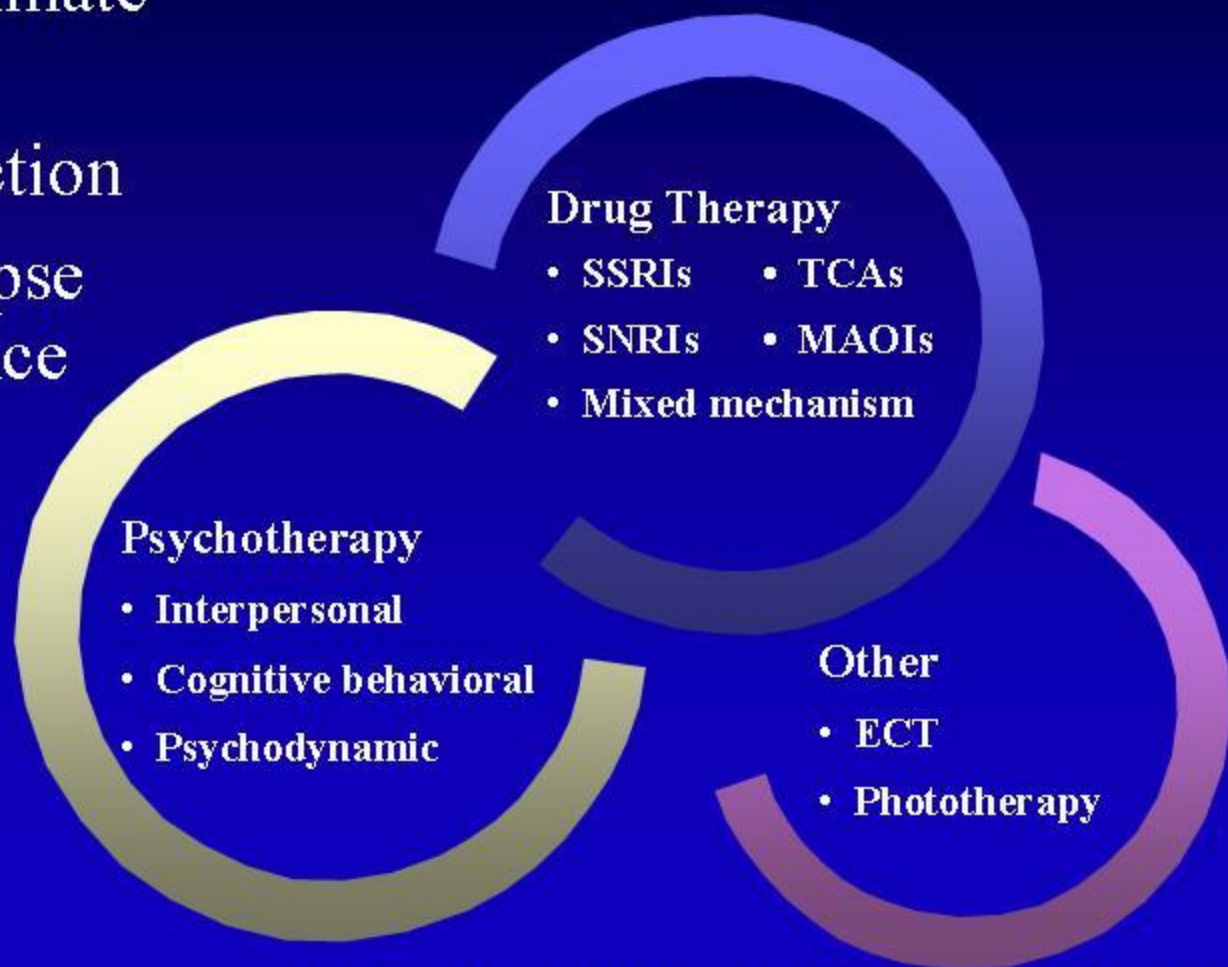 Drug Therapy
• SSRIs • TCAs
• SNRIs • MAOIs
• Mixed mechanism
Psychotherapy
• Interpersonal
• Cognitive behavioral
• Psychodynamic
Other
• ECT
• Phototherapy